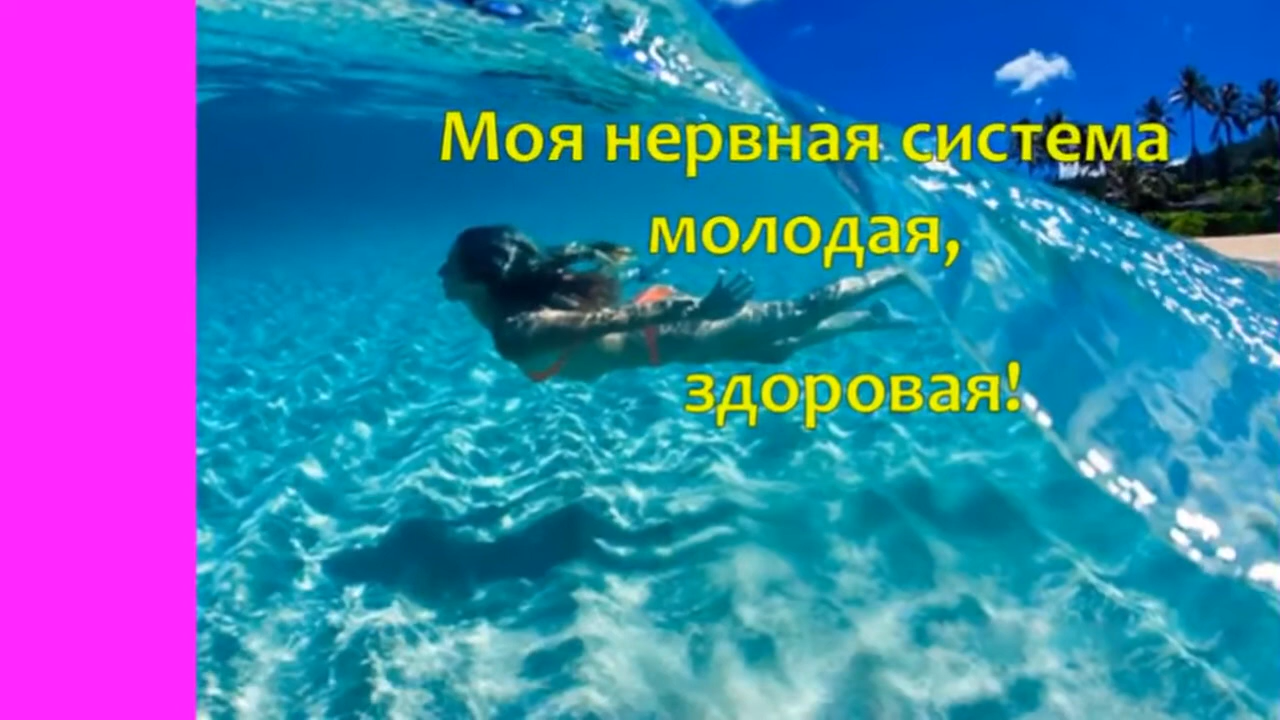 Моя нервная система
молодая,
здоровая!